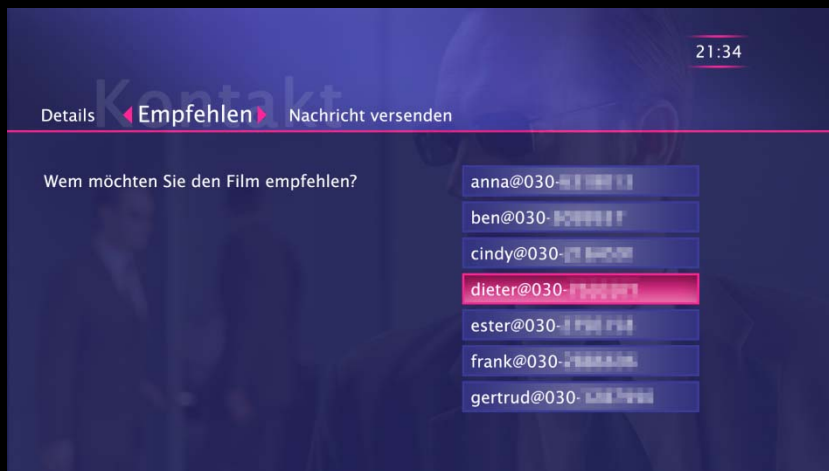 21:34
Kontakt
Details Empfehlen Nachricht versenden
Wem möchten Sie den Film empfehlen?
anna@030-
ben@030-
cindy@030-
dieter@030-
ester@030-
frank@030-
gertrud@030-